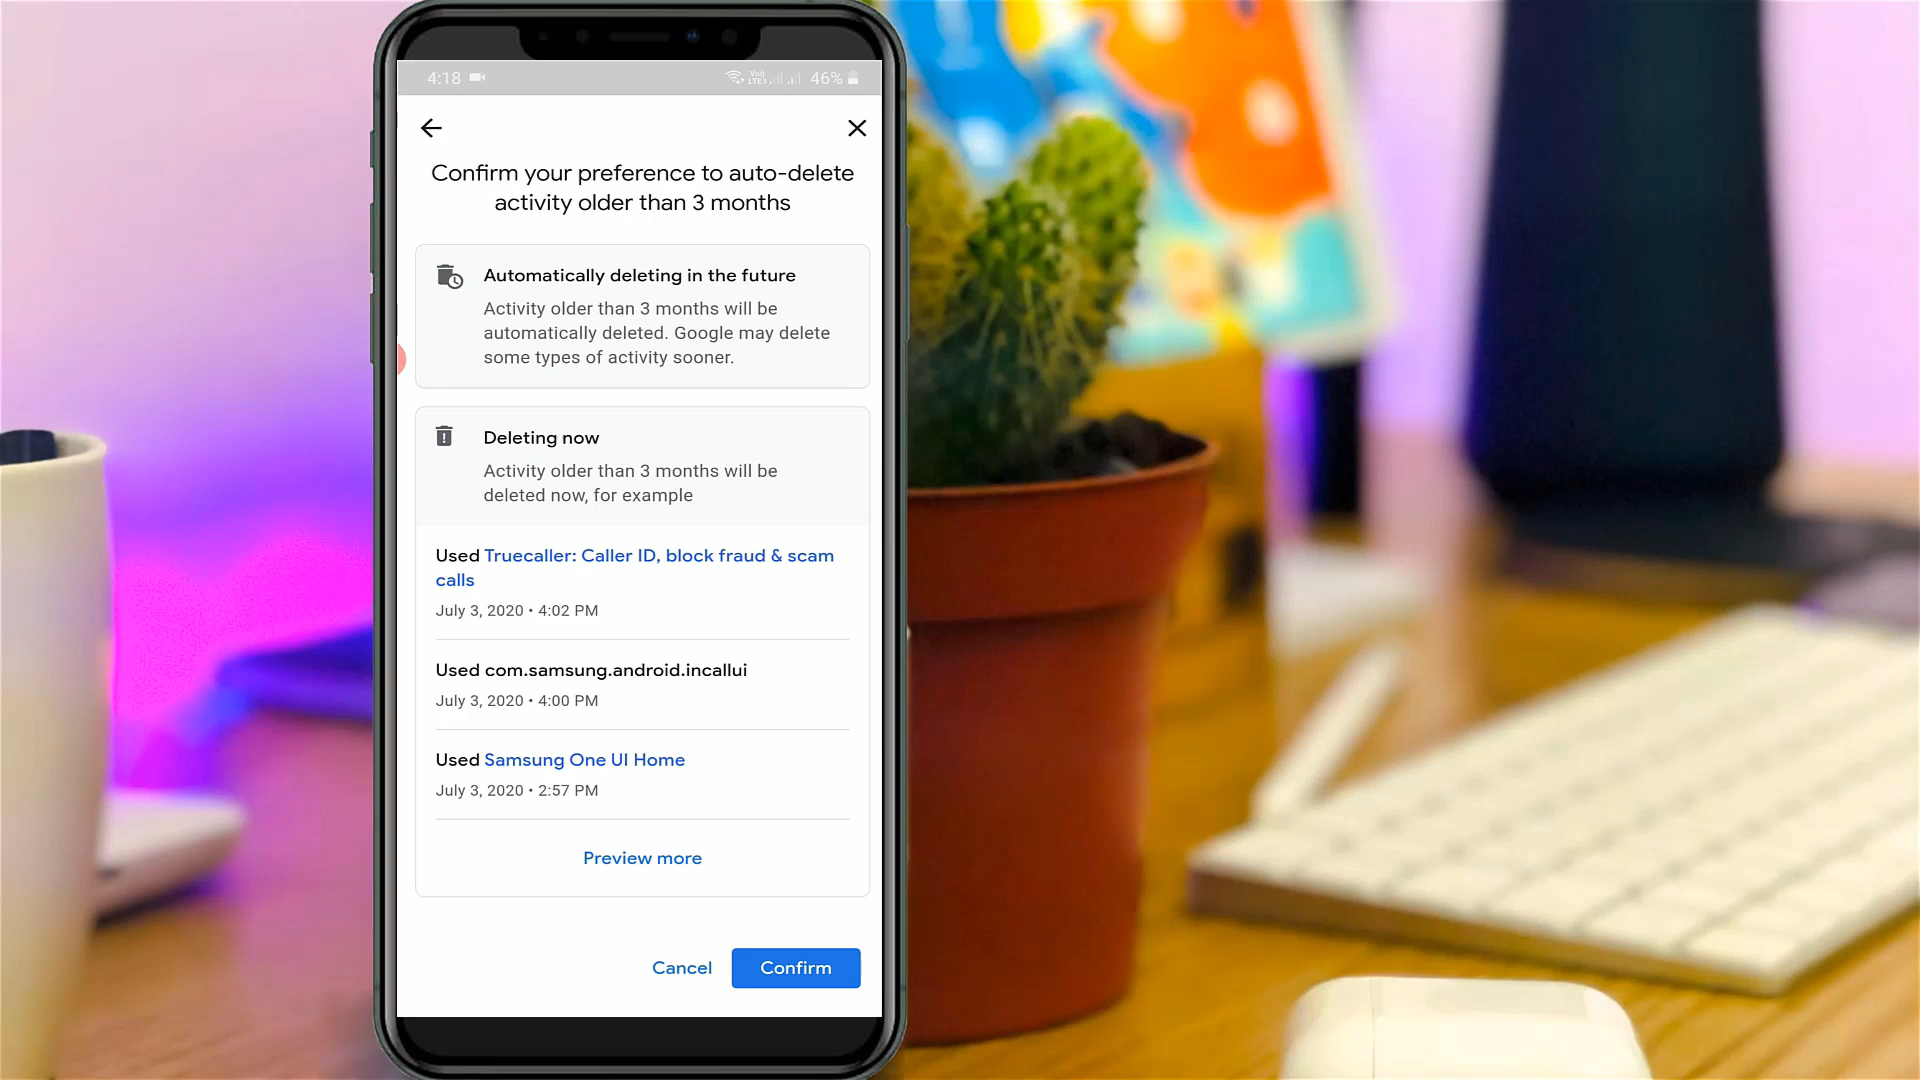 4:18
Vo)
LTE1
46%
Confirm your preference to auto-delete
activity older than 3 months
Automatically deleting in the future
Activity older than 3 months will be
automatically deleted. Google may delete
some types of activity sooner.
Deleting now
Activity older than 3 months will be
deleted now, for example
Used Truecaller: Caller ID, block fraud & scam
calls
July 3, 2020 • 4:02 PM
Used com.samsung.android.incallui
July 3, 2020 • 4:00 PM
Used Samsung One UI Home
July 3, 2020 • 2:57 PM
Preview more
Cancel
Confirm